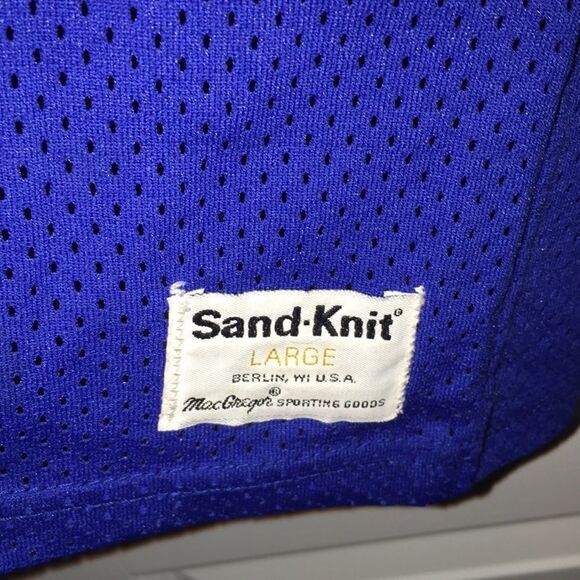 Sand-Knit®
LARGE
BERLIN, WI U.S.A.
MacGregor® SPORTING GOODS